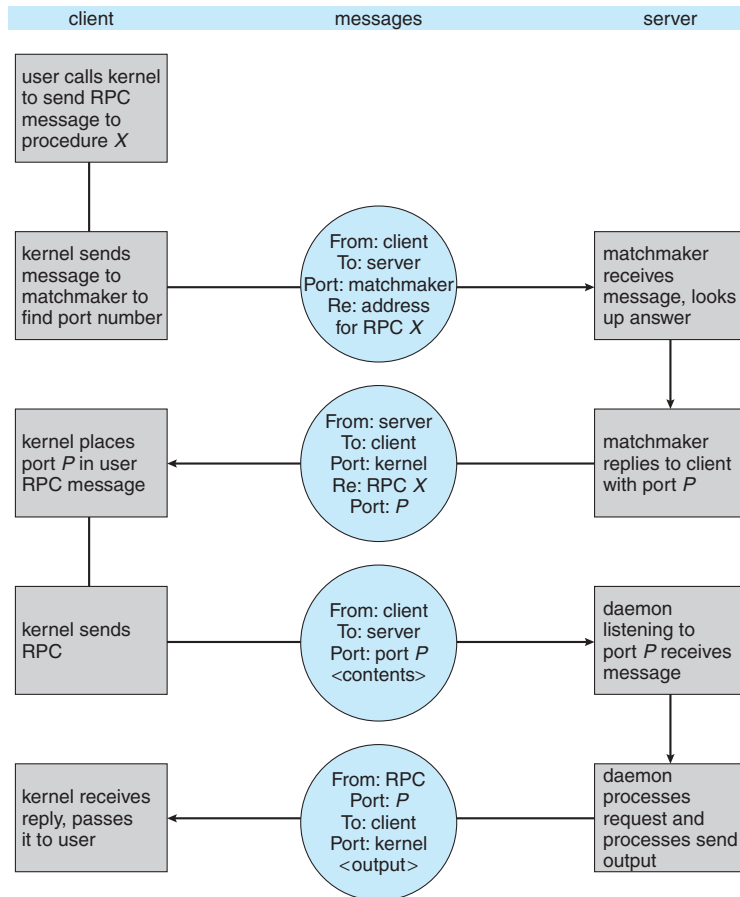 client
messages
server
user calls kernel
to send RPC
message to
procedure X
kernel sends
message to
matchmaker to
find port number
From: client
To: server
Port: matchmaker
Re: address
for RPC X
matchmaker
receives
message, looks
up answer
kernel places
port P in user
RPC message
From: server
To: client
Port: kernel
Re: RPC X
Port: P
matchmaker
replies to client
with port P
kernel sends
RPC
From: client
To: server
Port: port P
<contents>
daemon
listening to
port P receives
message
kernel receives
reply, passes
it to user
From: RPC
Port: P
To: client
Port: kernel
<output>
daemon
processes
request and
processes send
output